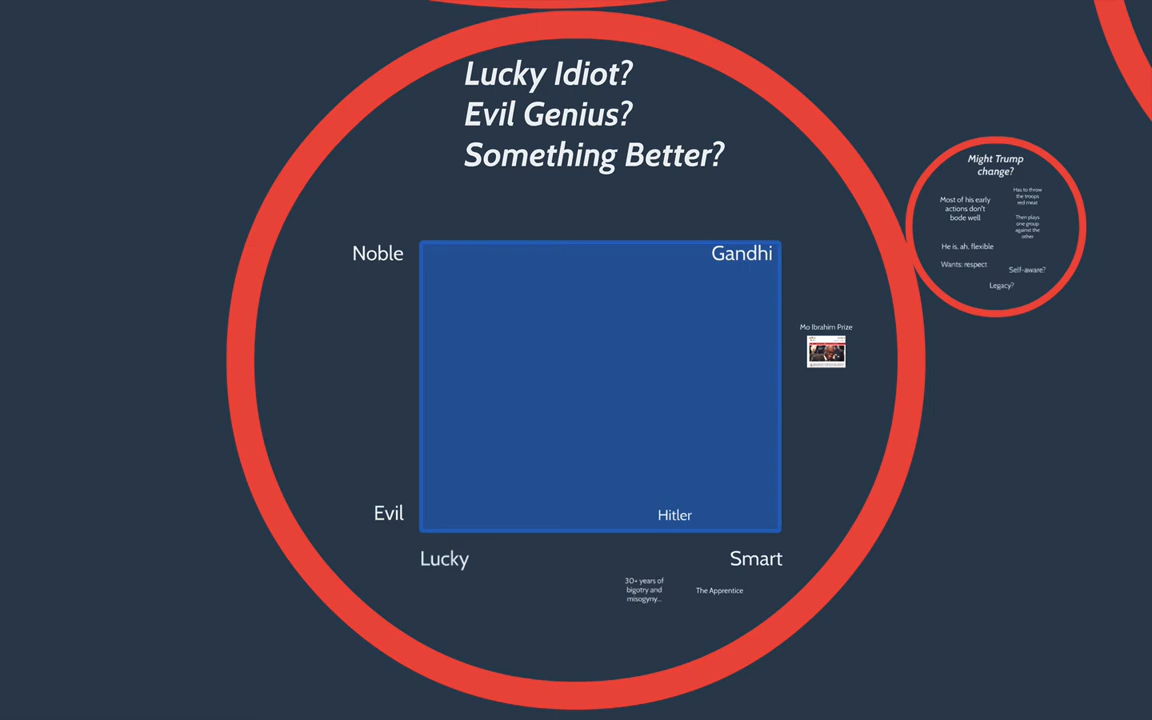 Lucky Idiot?
Evil Genius?
Something Better?
Noble
Gandhi
Mo Ibrahim Prize
Evil
Hitler
Lucky
Smart
30+ years of
bigotry and
misogyny...
The Apprentice
Might Trump
change?
Most of his early
actions don't
bode well
Has to throw
the troops
red meat
Then plays
one group
against the
other
He is, ah, flexible
Wants: respect
Self-aware?
Legacy?